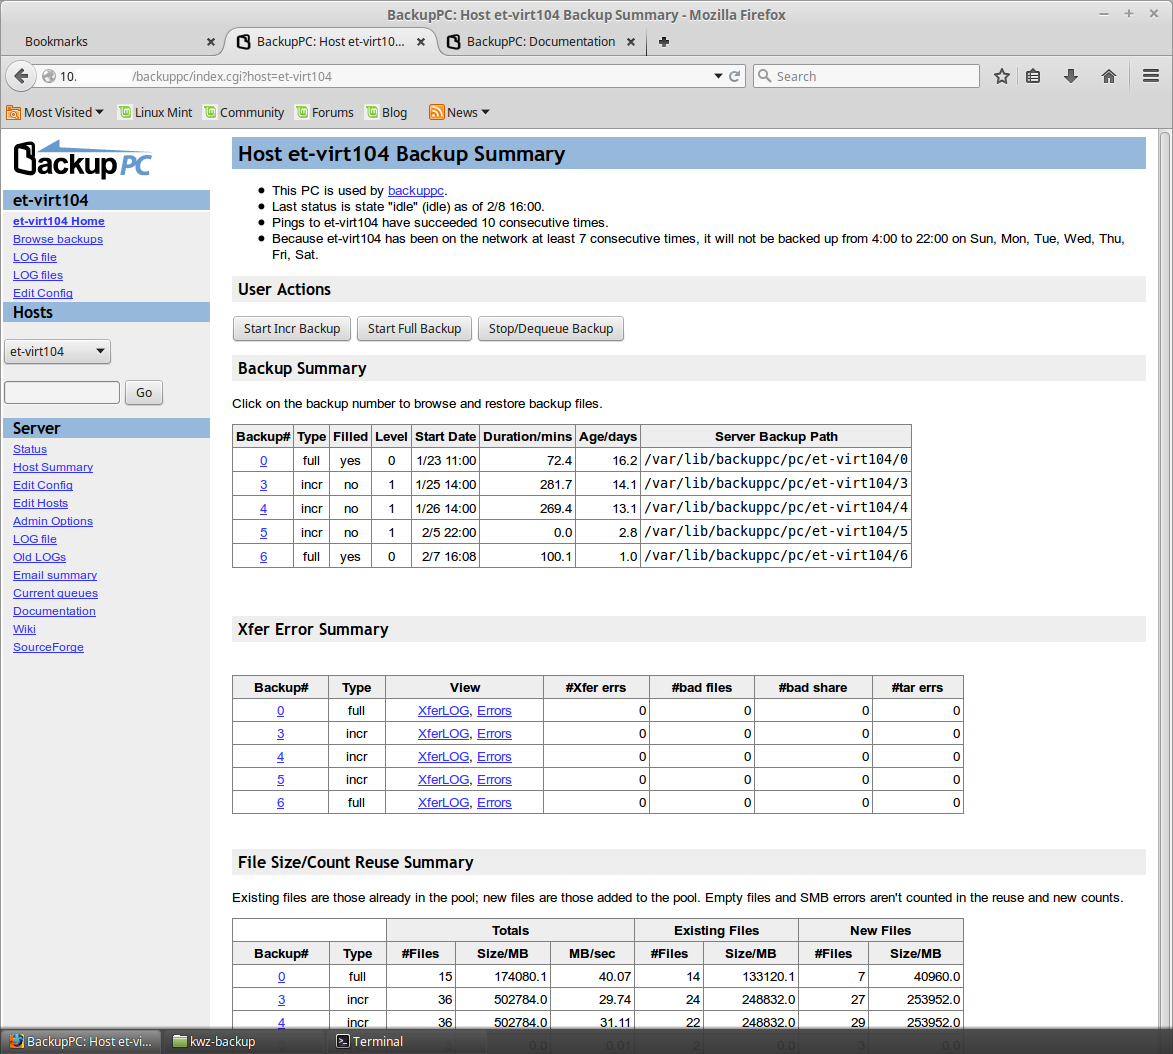 BackupPC: Host et-virt104 Backup Summary - Mozilla Firefox
Bookmarks
BackupPC: Host et-virt10...
BackupPC: Documentation
10. /backuppc/index.cgi?host=et-virt104
Search
Most Visited
Linux Mint
Community
Forums
Blog
News
BackupPC
et-virt104
et-virt104 Home
Browse backups
LOG file
LOG files
Edit Config
Hosts
et-virt104
Go
Server
Status
Host Summary
Edit Config
Edit Hosts
Admin Options
LOG file
Old LOGs
Email summary
Current queues
Documentation
Wiki
SourceForge
Host et-virt104 Backup Summary
This PC is used by backuppc.
Last status is state "idle" (idle) as of 2/8 16:00.
Pings to et-virt104 have succeeded 10 consecutive times.
Because et-virt104 has been on the network at least 7 consecutive times, it will not be backed up from 4:00 to 22:00 on Sun, Mon, Tue, Wed, Thu,
Fri, Sat.
User Actions
Start Incr Backup Start Full Backup Stop/Dequeue Backup
Backup Summary
Click on the backup number to browse and restore backup files.
Backup# Type Filled Level Start Date Duration/mins Age/days Server Backup Path
0 full yes 0 1/23 11:00 72.4 16.2 /var/lib/backuppc/pc/et-virt104/0
3 incr no 1 1/25 14:00 281.7 14.1 /var/lib/backuppc/pc/et-virt104/3
4 incr no 1 1/26 14:00 269.4 13.1 /var/lib/backuppc/pc/et-virt104/4
5 incr no 1 2/5 22:00 0.0 2.8 /var/lib/backuppc/pc/et-virt104/5
6 full yes 0 2/7 16:08 100.1 1.0 /var/lib/backuppc/pc/et-virt104/6
Xfer Error Summary
Backup# Type View #Xfer errs #bad files #bad share #tar errs
0 full XferLOG, Errors 0 0 0 0
3 incr XferLOG, Errors 0 0 0 0
4 incr XferLOG, Errors 0 0 0 0
5 incr XferLOG, Errors 0 0 0 0
6 full XferLOG, Errors 0 0 0 0
File Size/Count Reuse Summary
Existing files are those already in the pool; new files are those added to the pool. Empty files and SMB errors aren't counted in the reuse and new counts.
Totals Existing Files New Files
Backup# Type #Files Size/MB MB/sec #Files Size/MB #Files Size/MB
0 full 15 174080.1 40.07 14 133120.1 7 40960.0
3 incr 36 502784.0 29.74 24 248832.0 27 253952.0
4 incr 36 502784.0 31.11 22 248832.0 29 253952.0
BackupPC: Host et-vi...
kwz-backup
Terminal